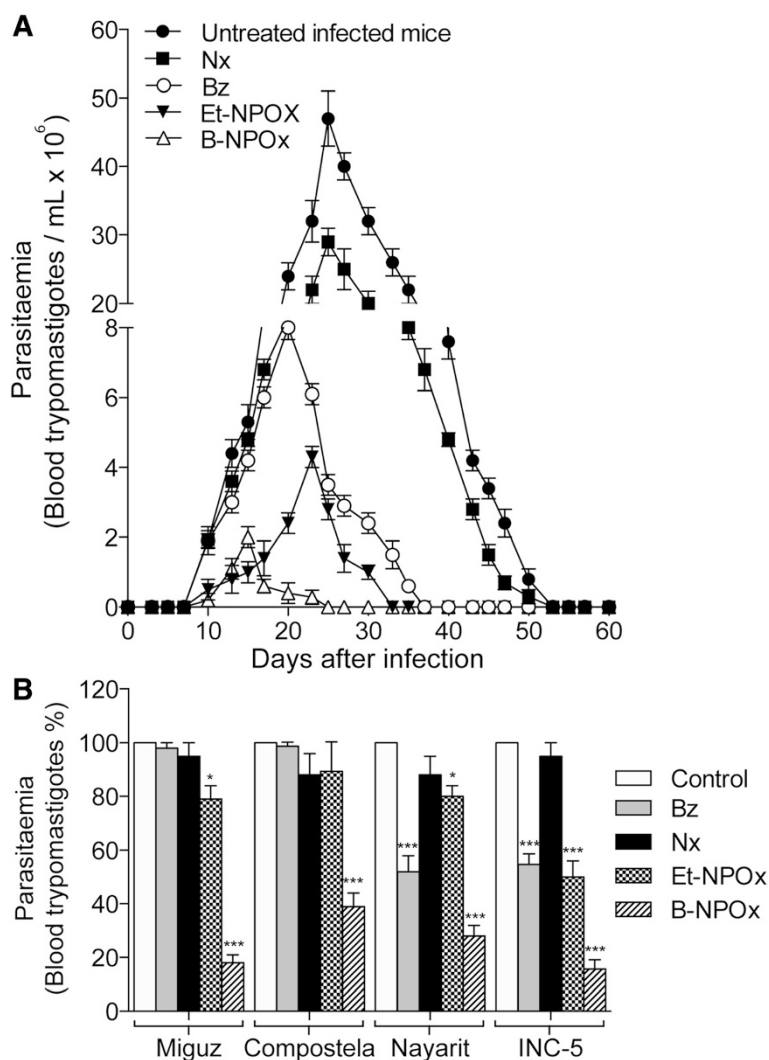 A
Parasitaemia
(Blood trypomastigotes / mL x 10⁶)
60
50
40
30
20
8
6
4
2
0
Untreated infected mice
Nx
Bz
Et-NPOX
B-NPOx
0 10 20 30 40 50 60
Days after infection
B
Parasitaemia
(Blood trypomastigotes %)
120
100
80
60
40
20
0
*
***
***
***
*
***
***
***
***
Control
Bz
Nx
Et-NPOx
B-NPOx
Miguz Compostela Nayarit INC-5